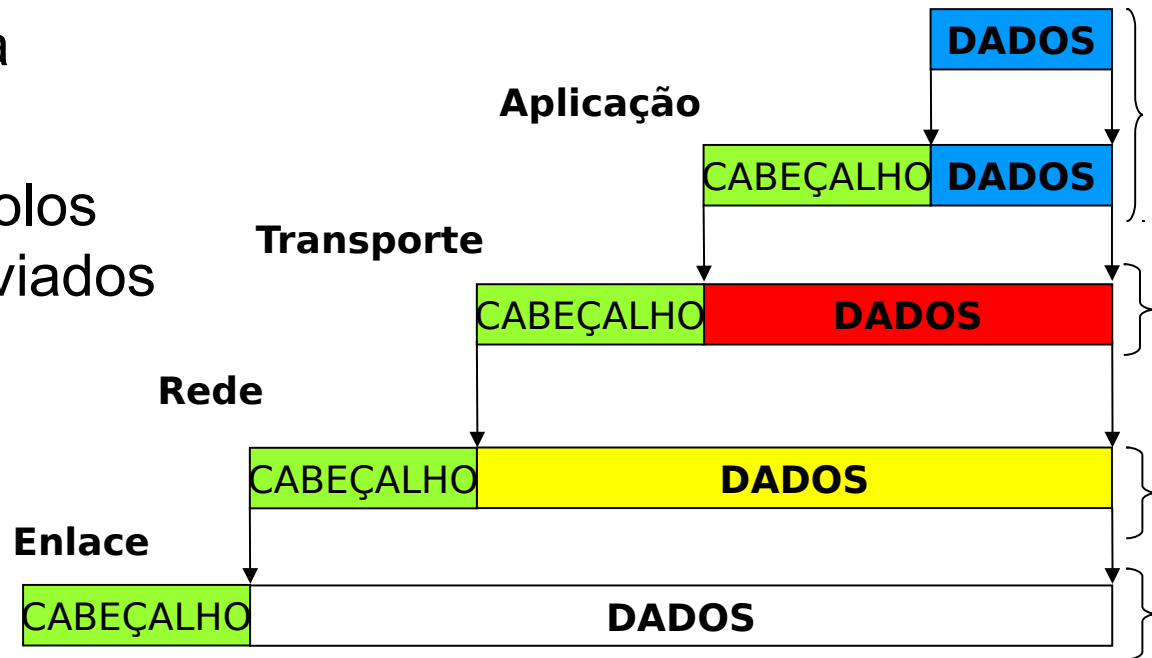 DADOS
Aplicação
CABEÇALHO DADOS
Transporte
CABEÇALHO DADOS
Rede
CABEÇALHO DADOS
Enlace
CABEÇALHO DADOS